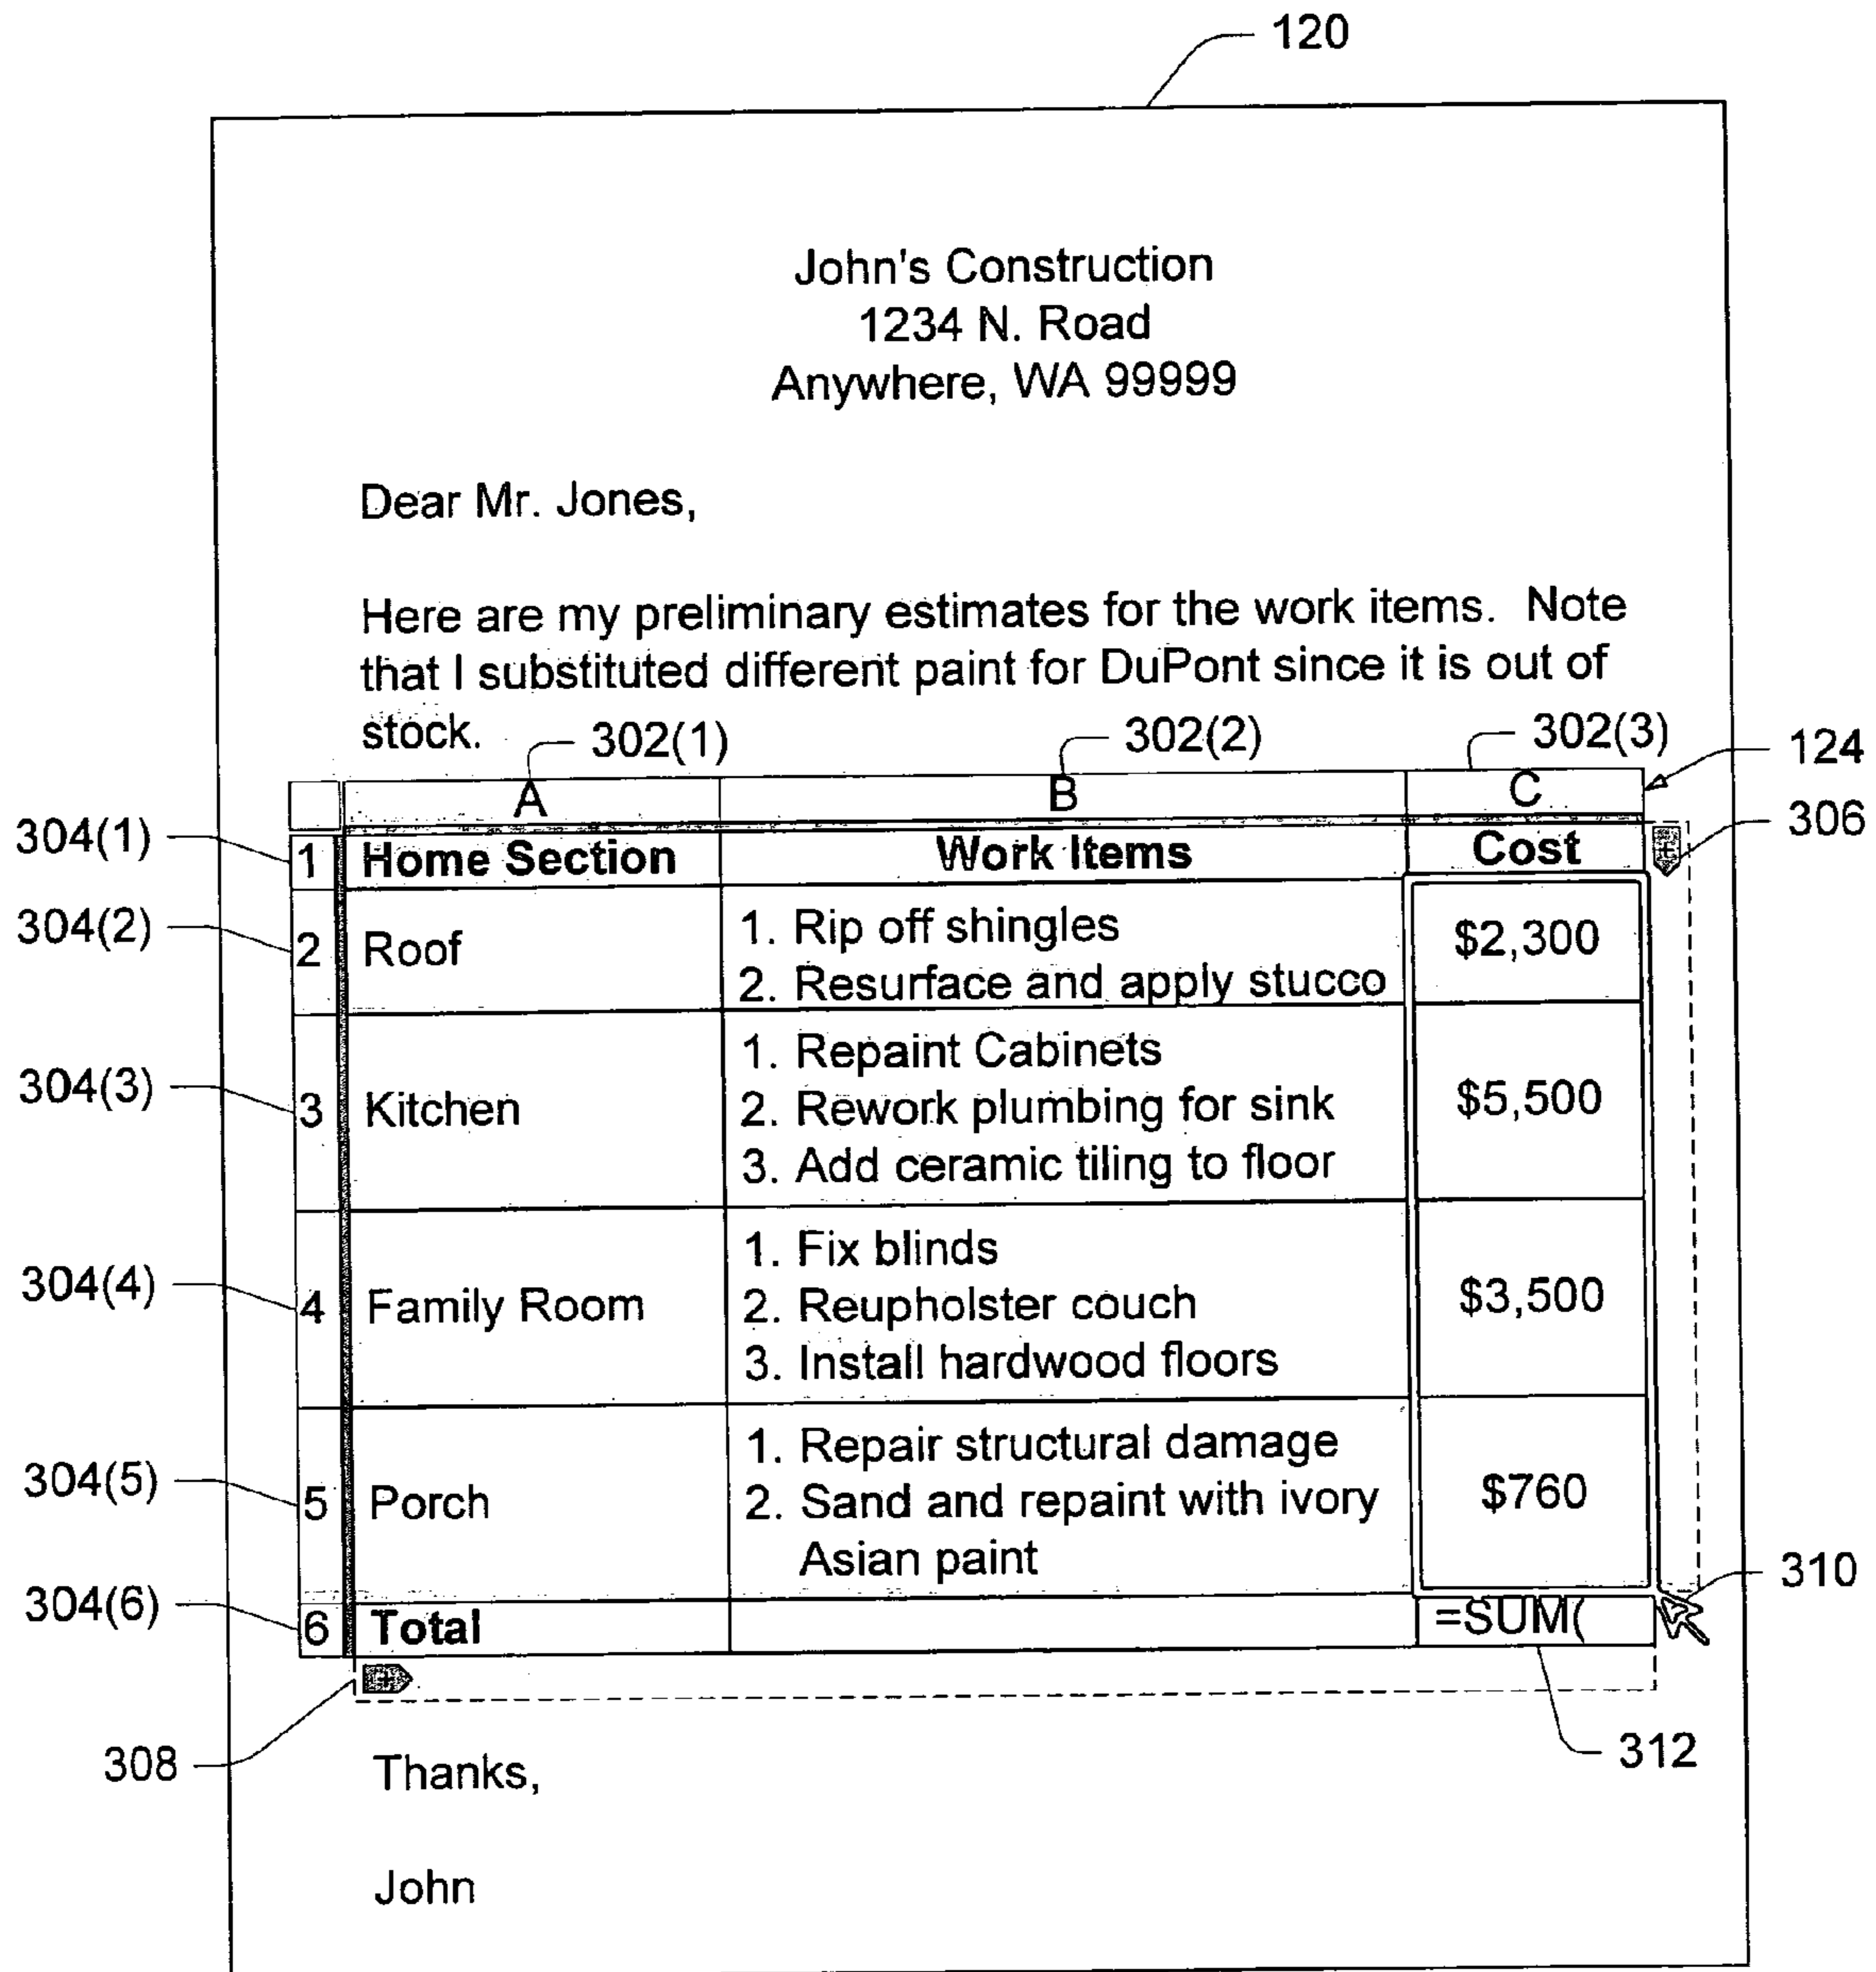 120
John's Construction
1234 N. Road
Anywhere, WA 99999
Dear Mr. Jones,
Here are my preliminary estimates for the work items. Note
that I substituted different paint for DuPont since it is out of
stock.
302(1) 302(2) 302(3) 124
A B C
304(1) 306
1 Home Section Work Items Cost
304(2)
2 Roof
1. Rip off shingles
2. Resurface and apply stucco
$2,300
304(3)
3 Kitchen
1. Repaint Cabinets
2. Rework plumbing for sink
3. Add ceramic tiling to floor
$5,500
304(4)
4 Family Room
1. Fix blinds
2. Reupholster couch
3. Install hardwood floors
$3,500
304(5)
5 Porch
1. Repair structural damage
2. Sand and repaint with ivory
Asian paint
$760
310
304(6)
6 Total =SUM(
+
+
308
312
Thanks,
John